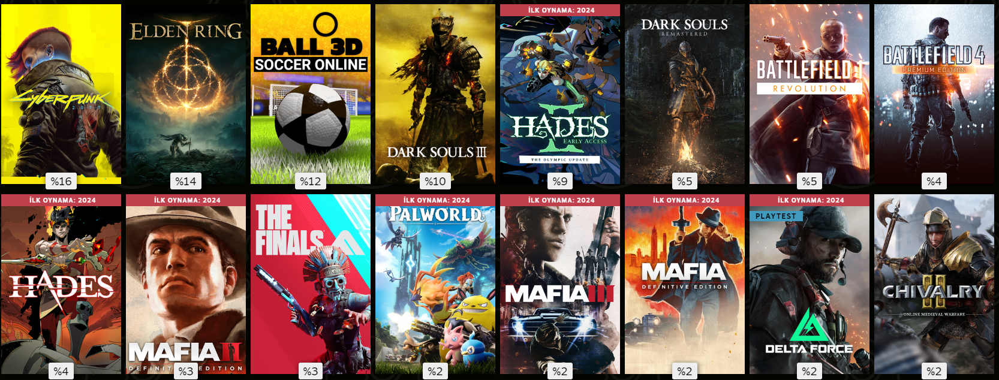 CYBERPUNK
2077
%16
ELDEN RING
%14
BALL 3D
SOCCER ONLINE
%12
DARK SOULS III
%10
İLK OYNAMA: 2024
HADES
II
EARLY ACCESS
THE OLYMPIC UPDATE
%9
DARK SOULS
REMASTERED
%5
BATTLEFIELD 1
REVOLUTION
%5
BATTLEFIELD 4
PREMIUM EDITION
%4
İLK OYNAMA: 2024
HADES
%4
İLK OYNAMA: 2024
MAFIA II
DEFINITIVE EDITION
%3
THE
FINALS
%3
İLK OYNAMA: 2024
PALWORLD
%2
İLK OYNAMA: 2024
MAFIA III
%2
İLK OYNAMA: 2024
MAFIA
DEFINITIVE EDITION
%2
İLK OYNAMA: 2024
PLAYTEST
DELTA FORCE
%2
II
CHIVALRY
ONLINE MEDIEVAL WARFARE
%2